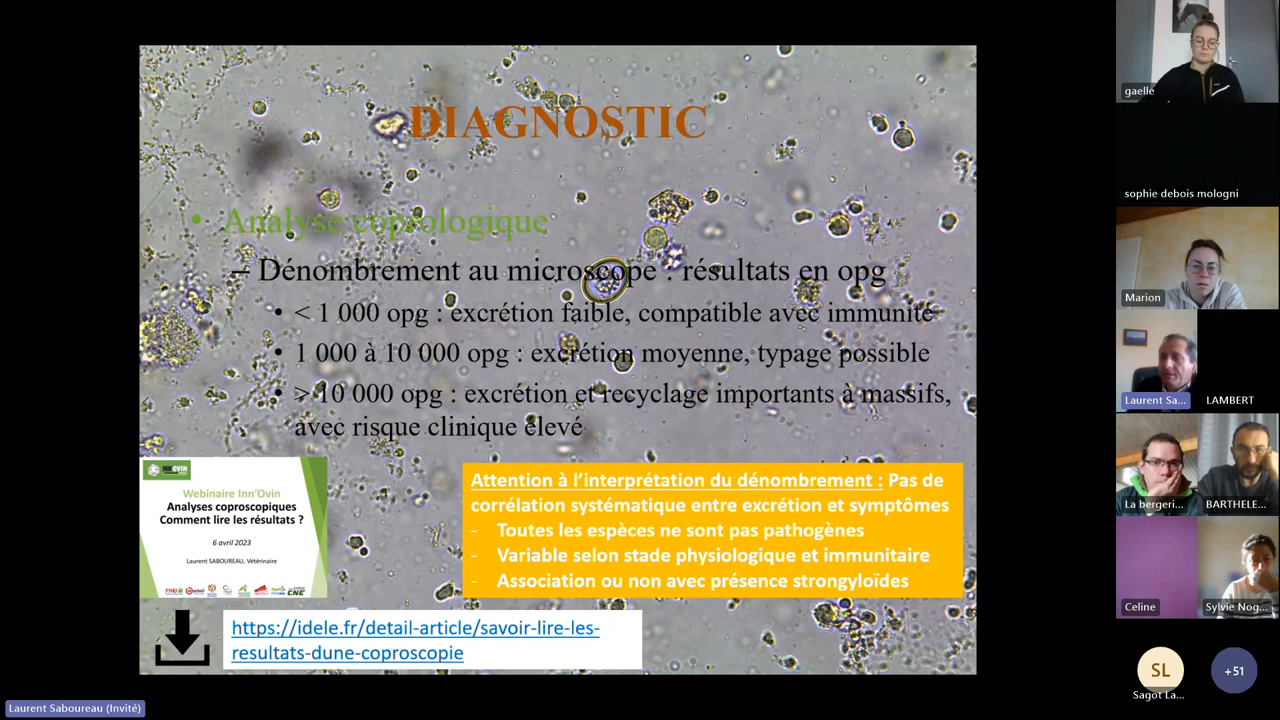 DIAGNOSTIC
• Analyse coprologique
– Dénombrement au microscope : résultats en opg
• < 1 000 opg : excrétion faible, compatible avec immunité
• 1 000 à 10 000 opg : excrétion moyenne, typage possible
• > 10 000 opg : excrétion et recyclage importants à massifs,
avec risque clinique élevé
INN'OVIN
Webinaire Inn'Ovin
Analyses coproscopiques
Comment lire les résultats ?
6 avril 2023
Laurent SABOUREAU, Vétérinaire
CNE
Attention à l'interprétation du dénombrement : Pas de
corrélation systématique entre excrétion et symptômes
- Toutes les espèces ne sont pas pathogènes
- Variable selon stade physiologique et immunitaire
- Association ou non avec présence strongyloïdes
https://idele.fr/detail-article/savoir-lire-les-
resultats-dune-coproscopie
Laurent Saboureau (Invité)
gaelle
sophie debois mologni
Marion
Laurent Sa...
LAMBERT
La bergeri...
BARTHELE...
Celine
Sylvie Nog...
SL
Sagot La...
+51